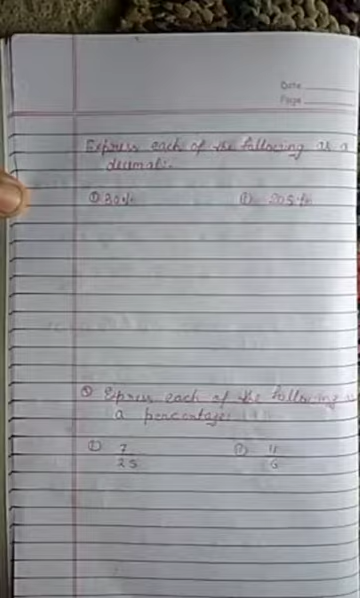 Date
Page
Express each of the following as a
decimal:-
① 30% ② 205%
② Express each of the following as
a percentage:
① 7/25 ② 11/6